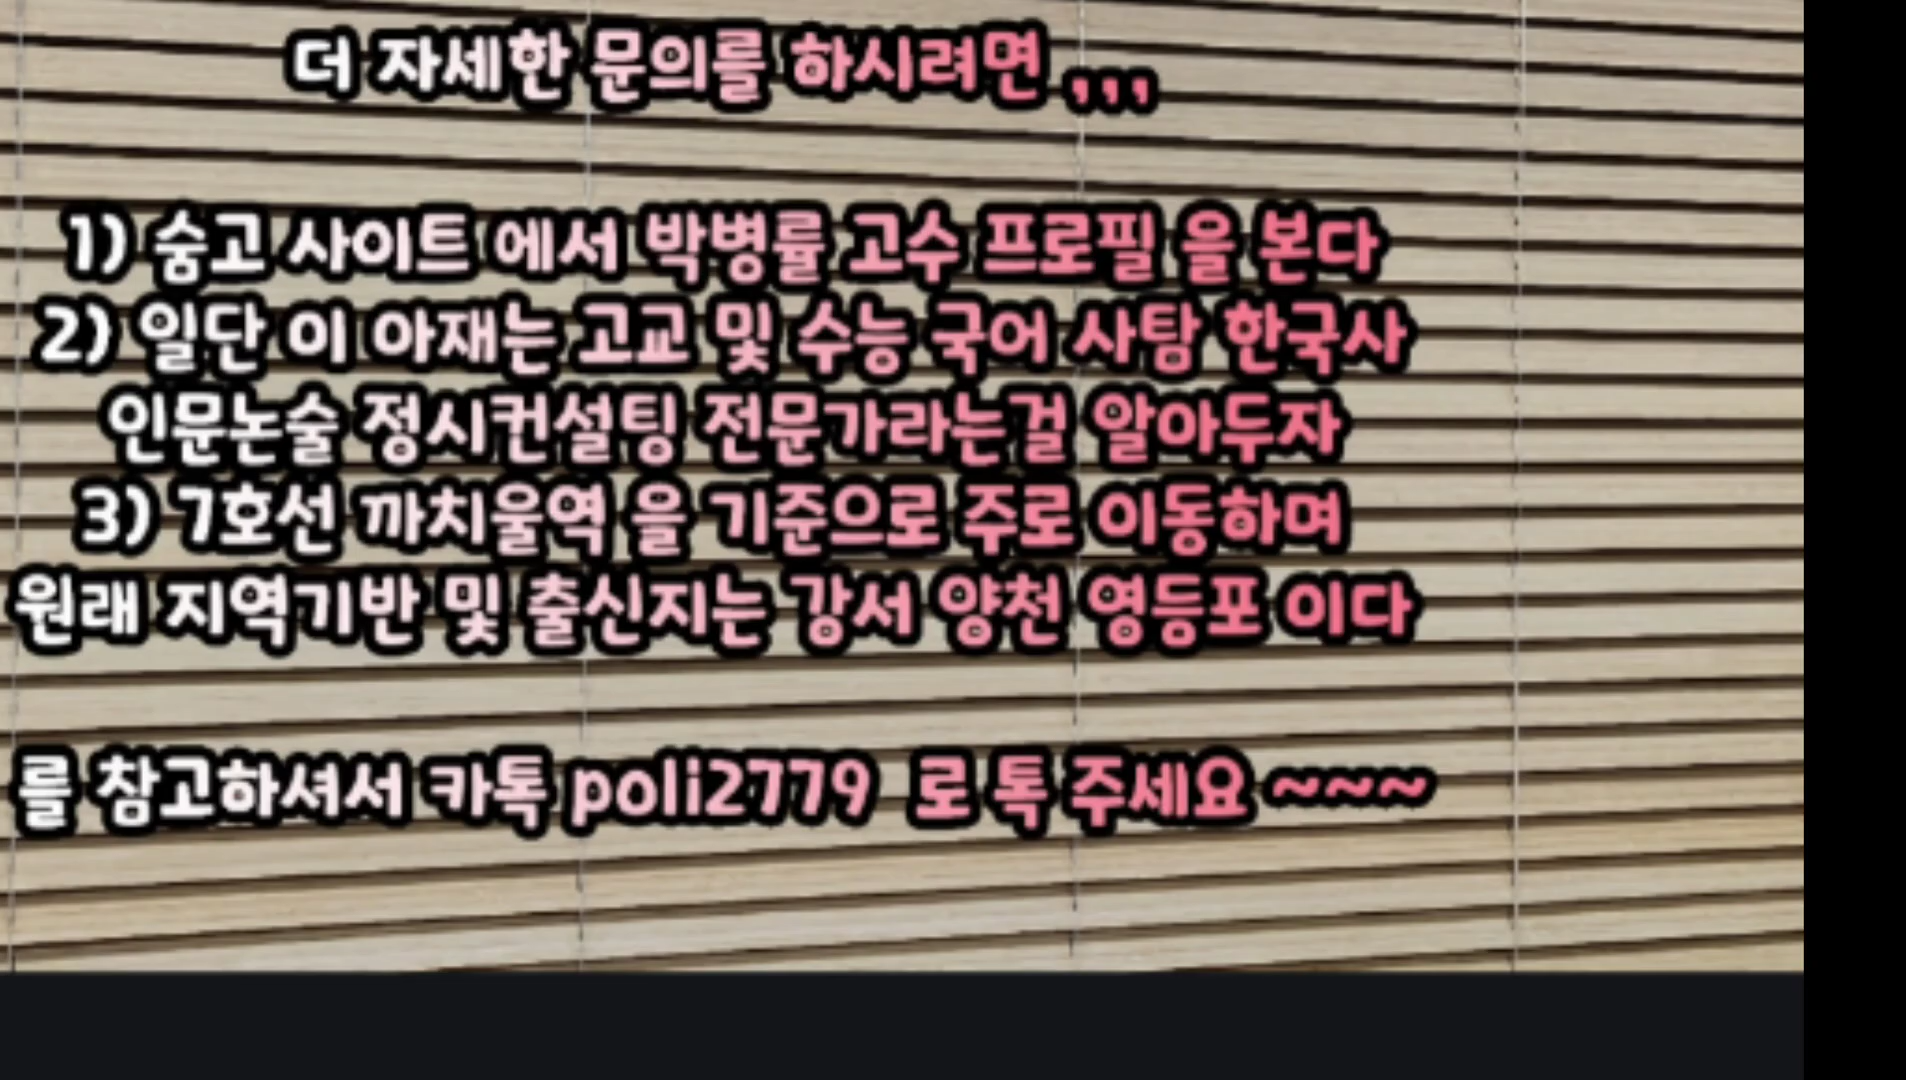 더 자세한 문의를 하시려면 ,,,
1) 숨고 사이트 에서 박병률 고수 프로필 을 본다
2) 일단 이 아재는 고교 및 수능 국어 사탐 한국사
인문논술 정시컨설팅 전문가라는걸 알아두자
3) 7호선 까치울역 을 기준으로 주로 이동하며
원래 지역기반 및 출신지는 강서 양천 영등포 이다
를 참고하셔서 카톡 poli2779 로 톡 주세요 ~~~